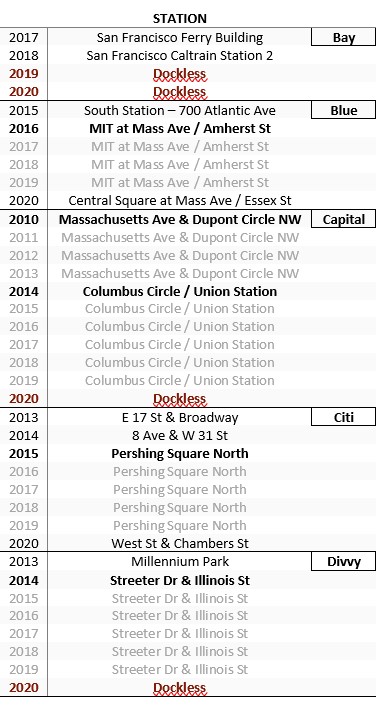 STATION
2017 San Francisco Ferry Building Bay
2018 San Francisco Caltrain Station 2
2019 Dockless
2020 Dockless
2015 South Station – 700 Atlantic Ave Blue
2016 MIT at Mass Ave / Amherst St
2017 MIT at Mass Ave / Amherst St
2018 MIT at Mass Ave / Amherst St
2019 MIT at Mass Ave / Amherst St
2020 Central Square at Mass Ave / Essex St
2010 Massachusetts Ave & Dupont Circle NW Capital
2011 Massachusetts Ave & Dupont Circle NW
2012 Massachusetts Ave & Dupont Circle NW
2013 Massachusetts Ave & Dupont Circle NW
2014 Columbus Circle / Union Station
2015 Columbus Circle / Union Station
2016 Columbus Circle / Union Station
2017 Columbus Circle / Union Station
2018 Columbus Circle / Union Station
2019 Columbus Circle / Union Station
2020 Dockless
2013 E 17 St & Broadway Citi
2014 8 Ave & W 31 St
2015 Pershing Square North
2016 Pershing Square North
2017 Pershing Square North
2018 Pershing Square North
2019 Pershing Square North
2020 West St & Chambers St
2013 Millennium Park Divvy
2014 Streeter Dr & Illinois St
2015 Streeter Dr & Illinois St
2016 Streeter Dr & Illinois St
2017 Streeter Dr & Illinois St
2018 Streeter Dr & Illinois St
2019 Streeter Dr & Illinois St
2020 Dockless